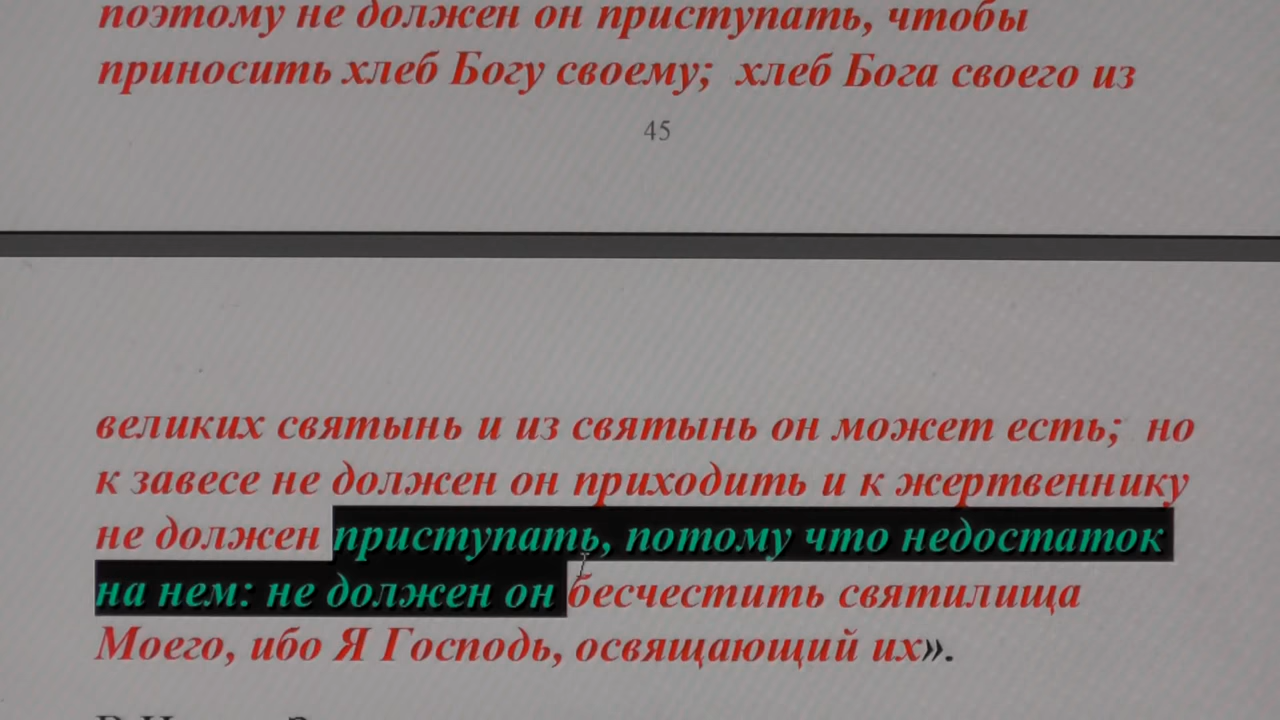 поэтому не должен он приступать, чтобы
приносить хлеб Богу своему; хлеб Бога своего из
45
великих святынь и из святынь он может есть; но
к завесе не должен он приходить и к жертвеннику
не должен приступать, потому что недостаток
на нем: не должен он бесчестить святилища
Моего, ибо Я Господь, освящающий их».